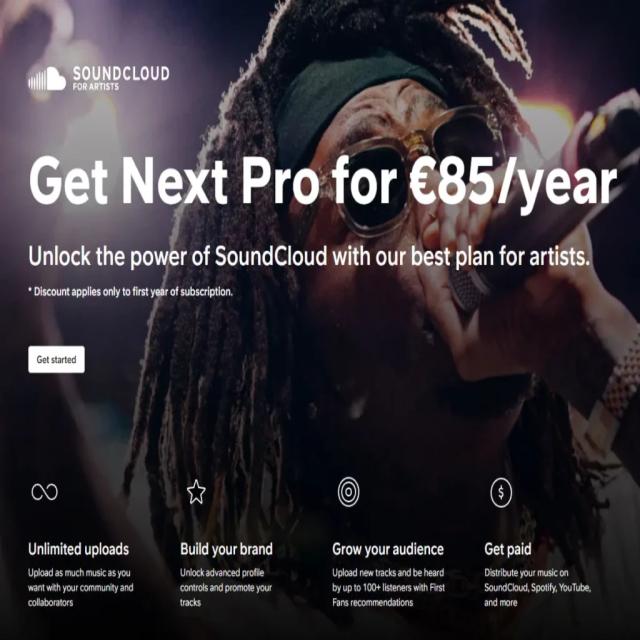 SOUNDCLOUD
FOR ARTISTS
Get Next Pro for €85/year
Unlock the power of SoundCloud with our best plan for artists.
* Discount applies only to first year of subscription.
Get started
Unlimited uploads
Upload as much music as you
want with your community and
collaborators
Build your brand
Unlock advanced profile
controls and promote your
tracks
Grow your audience
Upload new tracks and be heard
by up to 100+ listeners with First
Fans recommendations
$
Get paid
Distribute your music on
SoundCloud, Spotify, YouTube,
and more